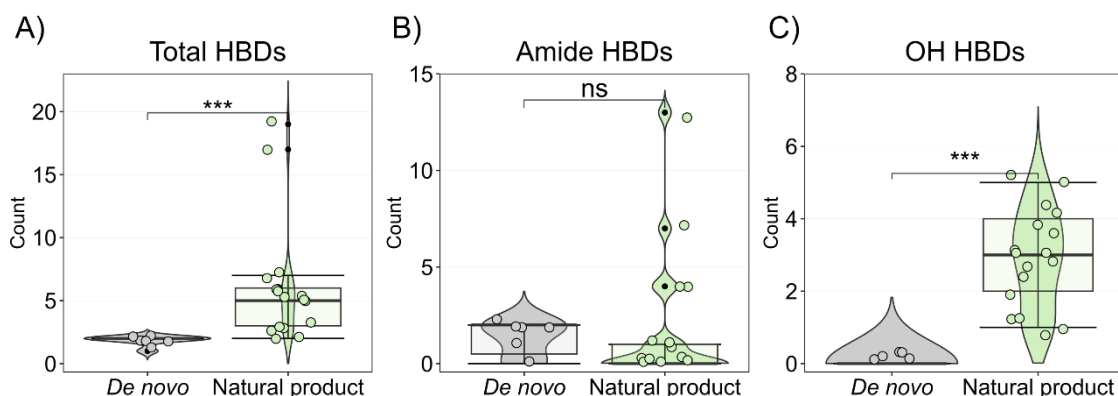 A)
Total HBDs
Count
20
15
10
5
0
***
De novo
Natural product
B)
Amide HBDs
Count
15
10
5
0
ns
De novo
Natural product
C)
OH HBDs
Count
8
6
4
2
0
***
De novo
Natural product